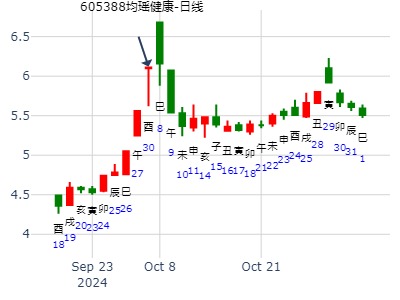 605388均瑶健康-日线
6.5
6
5.5
5
4.5
4
酉 戌 亥 寅 卯 辰 巳 午 酉 巳 午 未 申 亥 子 丑 寅 卯 午 未 申 酉 戌 丑 寅 卯 辰 巳
18 19 20 23 24 25 26 27 30 8 9 10 11 14 15 16 17 18 21 22 23 24 25 28 29 30 31 1
Sep 23 Oct 8 Oct 21
2024